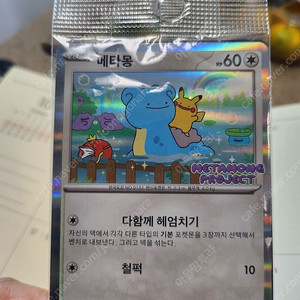 메타몽
HP 60
METAMONG
PROJECT
다함께 헤엄치기
자신의 덱에서 각각 다른 타입의 기본 포켓몬을 3장까지 선택해서
벤치로 내보낸다. 그리고 덱을 섞는다.
철퍽 10